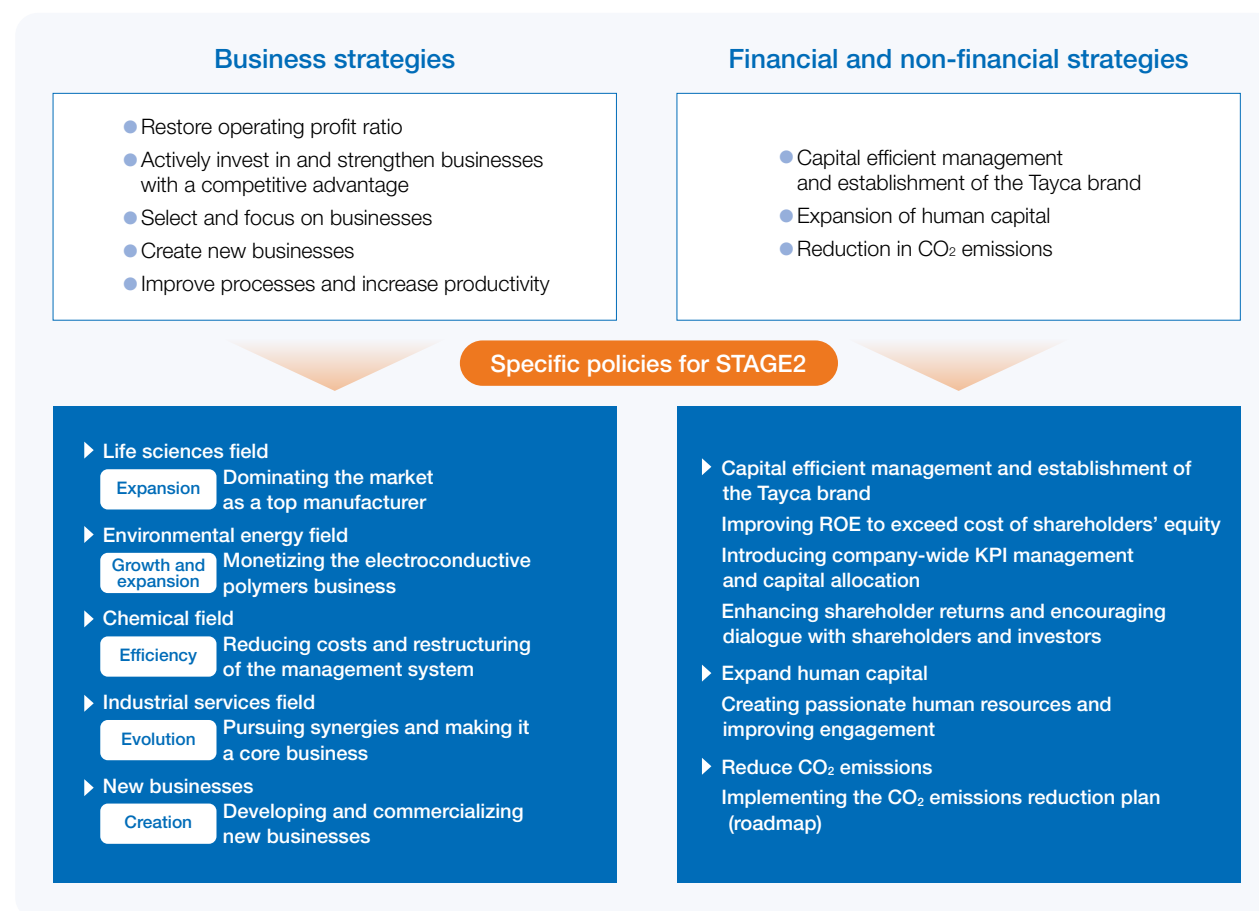 Business strategies
Restore operating profit ratio
Actively invest in and strengthen businesses
with a competitive advantage
Select and focus on businesses
Create new businesses
Improve processes and increase productivity
Financial and non-financial strategies
Capital efficient management
and establishment of the Tayca brand
Expansion of human capital
Reduction in CO₂ emissions
Specific policies for STAGE2
Life sciences field
Expansion
Dominating the market
as a top manufacturer
Environmental energy field
Growth and
expansion
Monetizing the electroconductive
polymers business
Chemical field
Efficiency
Reducing costs and restructuring
of the management system
Industrial services field
Evolution
Pursuing synergies and making it
a core business
New businesses
Creation
Developing and commercializing
new businesses
Capital efficient management and establishment of
the Tayca brand
Improving ROE to exceed cost of shareholders’ equity
Introducing company-wide KPI management
and capital allocation
Enhancing shareholder returns and encouraging
dialogue with shareholders and investors
Expand human capital
Creating passionate human resources and
improving engagement
Reduce CO₂ emissions
Implementing the CO₂ emissions reduction plan
(roadmap)